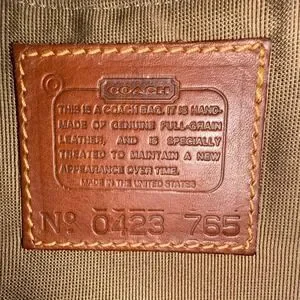 COACH
THIS IS A COACH BAG. IT IS HAND-
MADE OF GENUINE FULL-GRAIN
LEATHER, AND IS SPECIALLY
TREATED TO MAINTAIN A NEW
APPEARANCE OVER TIME.
MADE IN THE UNITED STATES
Nº 0423 765